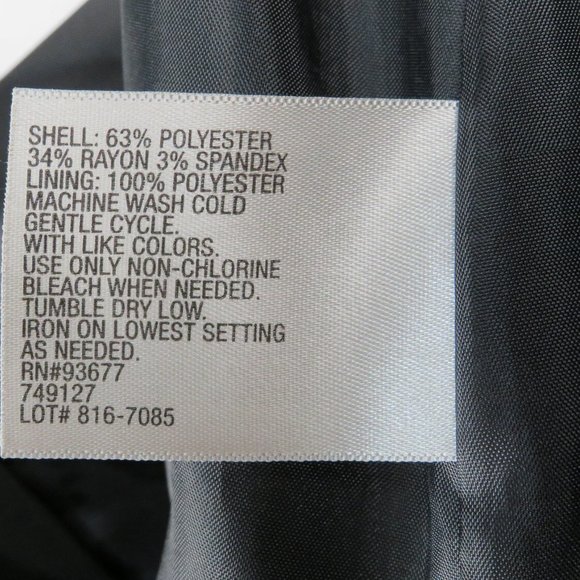 SHELL: 63% POLYESTER
34% RAYON 3% SPANDEX
LINING: 100% POLYESTER
MACHINE WASH COLD
GENTLE CYCLE.
WITH LIKE COLORS.
USE ONLY NON-CHLORINE
BLEACH WHEN NEEDED.
TUMBLE DRY LOW.
IRON ON LOWEST SETTING
AS NEEDED.
RN#93677
749127
LOT# 816-7085